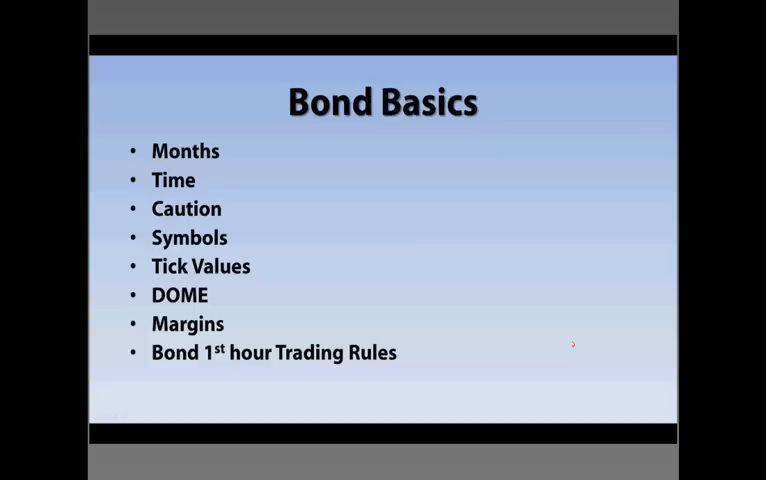 Bond Basics
• Months
• Time
• Caution
• Symbols
• Tick Values
• DOME
• Margins
• Bond 1st hour Trading Rules